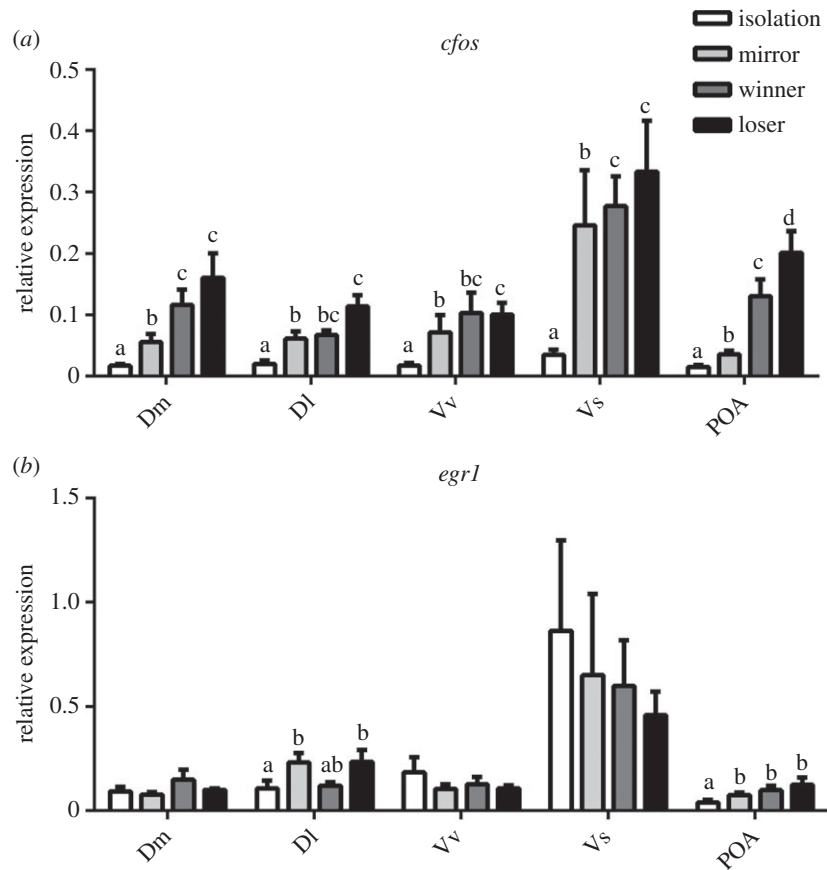 (a)
cfos
isolation
mirror
winner
loser
relative expression
0.5
0.4
0.3
0.2
0.1
0
a b c c
a b bc c
a b bc c
a b c c
a b c d
Dm Dl Vv Vs POA
(b)
egr1
relative expression
1.5
1.0
0.5
0
a b ab b
a b b b
Dm Dl Vv Vs POA